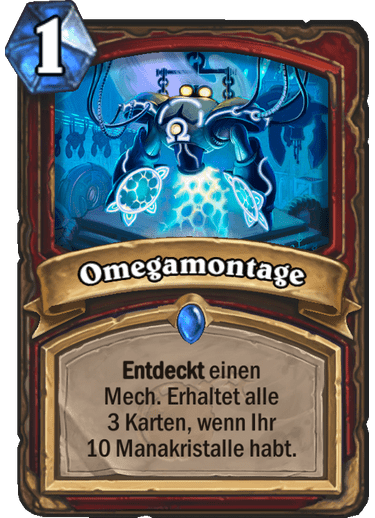 1
Ω
Omegamontage
Entdeckt einen
Mech. Erhaltet alle
3 Karten, wenn Ihr
10 Manakristalle habt.